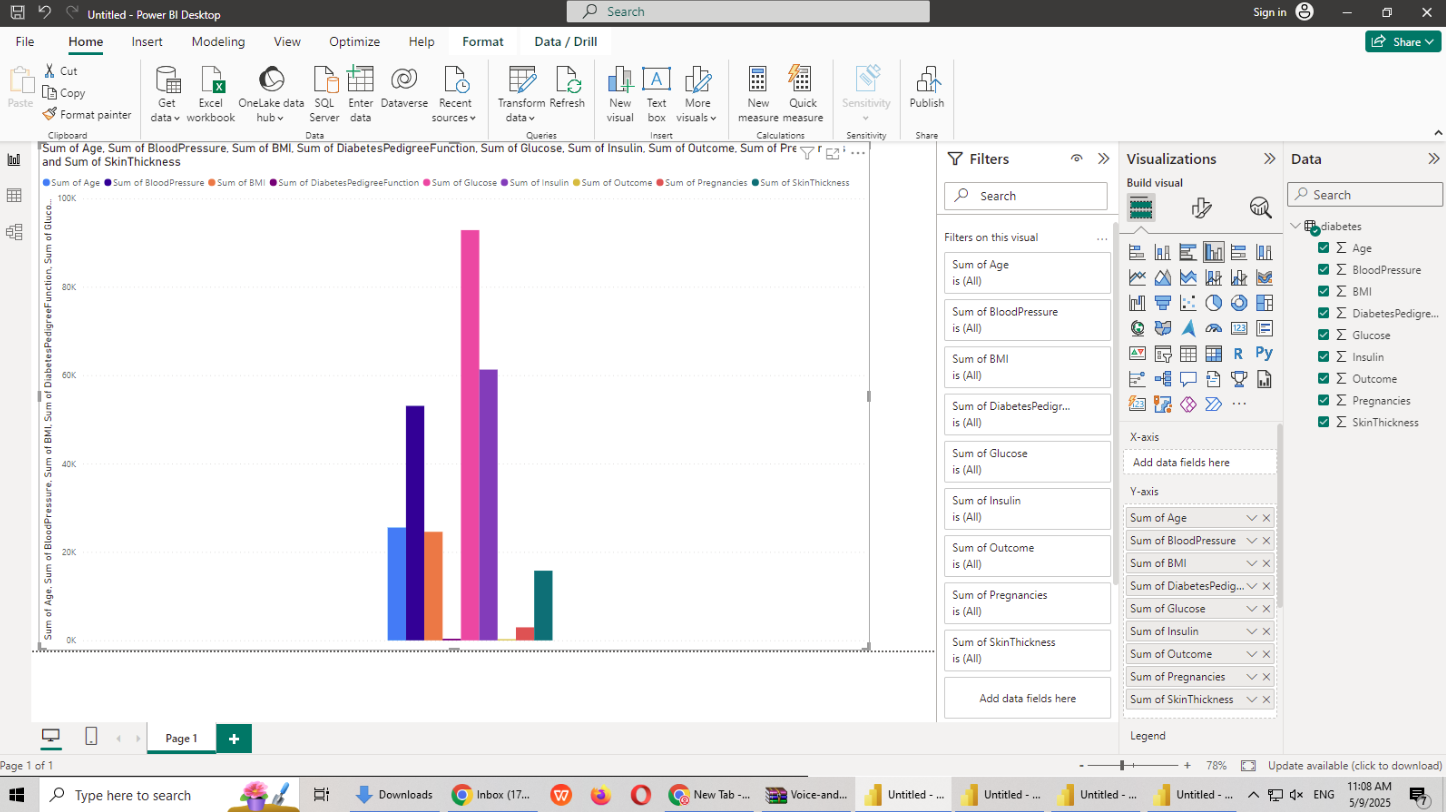 Untitled - Power BI Desktop
Search
Sign in
File
Home
Insert
Modeling
View
Optimize
Help
Format
Data / Drill
Share
Paste
Cut
Copy
Format painter
Clipboard
Get data
Excel workbook
OneLake data hub
SQL Server
Enter data
Dataverse
Recent sources
Data
Transform data
Refresh
Queries
New visual
Text box
More visuals
Insert
New measure
Quick measure
Calculations
Sensitivity
Sensitivity
Publish
Share
Sum of Age, Sum of BloodPressure, Sum of BMI, Sum of DiabetesPedigreeFunction, Sum of Glucose, Sum of Insulin, Sum of Outcome, Sum of Pre
and Sum of SkinThickness
Sum of Age
Sum of BloodPressure
Sum of BMI
Sum of DiabetesPedigreeFunction
Sum of Glucose
Sum of Insulin
Sum of Outcome
Sum of Pregnancies
Sum of SkinThickness
Sum of Age, Sum of BloodPressure, Sum of BMI, Sum of DiabetesPedigreeFunction, Sum of Gluco...
100K
80K
60K
40K
20K
0K
Filters
Search
Filters on this visual
...
Sum of Age
is (All)
Sum of BloodPressure
is (All)
Sum of BMI
is (All)
Sum of DiabetesPedigr...
is (All)
Sum of Glucose
is (All)
Sum of Insulin
is (All)
Sum of Outcome
is (All)
Sum of Pregnancies
is (All)
Sum of SkinThickness
is (All)
Add data fields here
Visualizations
Build visual
123
R
Py
123
...
X-axis
Add data fields here
Y-axis
Sum of Age
Sum of BloodPressure
Sum of BMI
Sum of DiabetesPedig...
Sum of Glucose
Sum of Insulin
Sum of Outcome
Sum of Pregnancies
Sum of SkinThickness
Legend
Data
Search
diabetes
Age
BloodPressure
BMI
DiabetesPedigre...
Glucose
Insulin
Outcome
Pregnancies
SkinThickness
Page 1
Page 1 of 1
78%
Update available (click to download)
Type here to search
Downloads
Inbox (17...
New Tab -...
Voice-and...
Untitled - ...
Untitled - ...
Untitled - ...
Untitled - ...
ENG
11:08 AM
5/9/2025
7